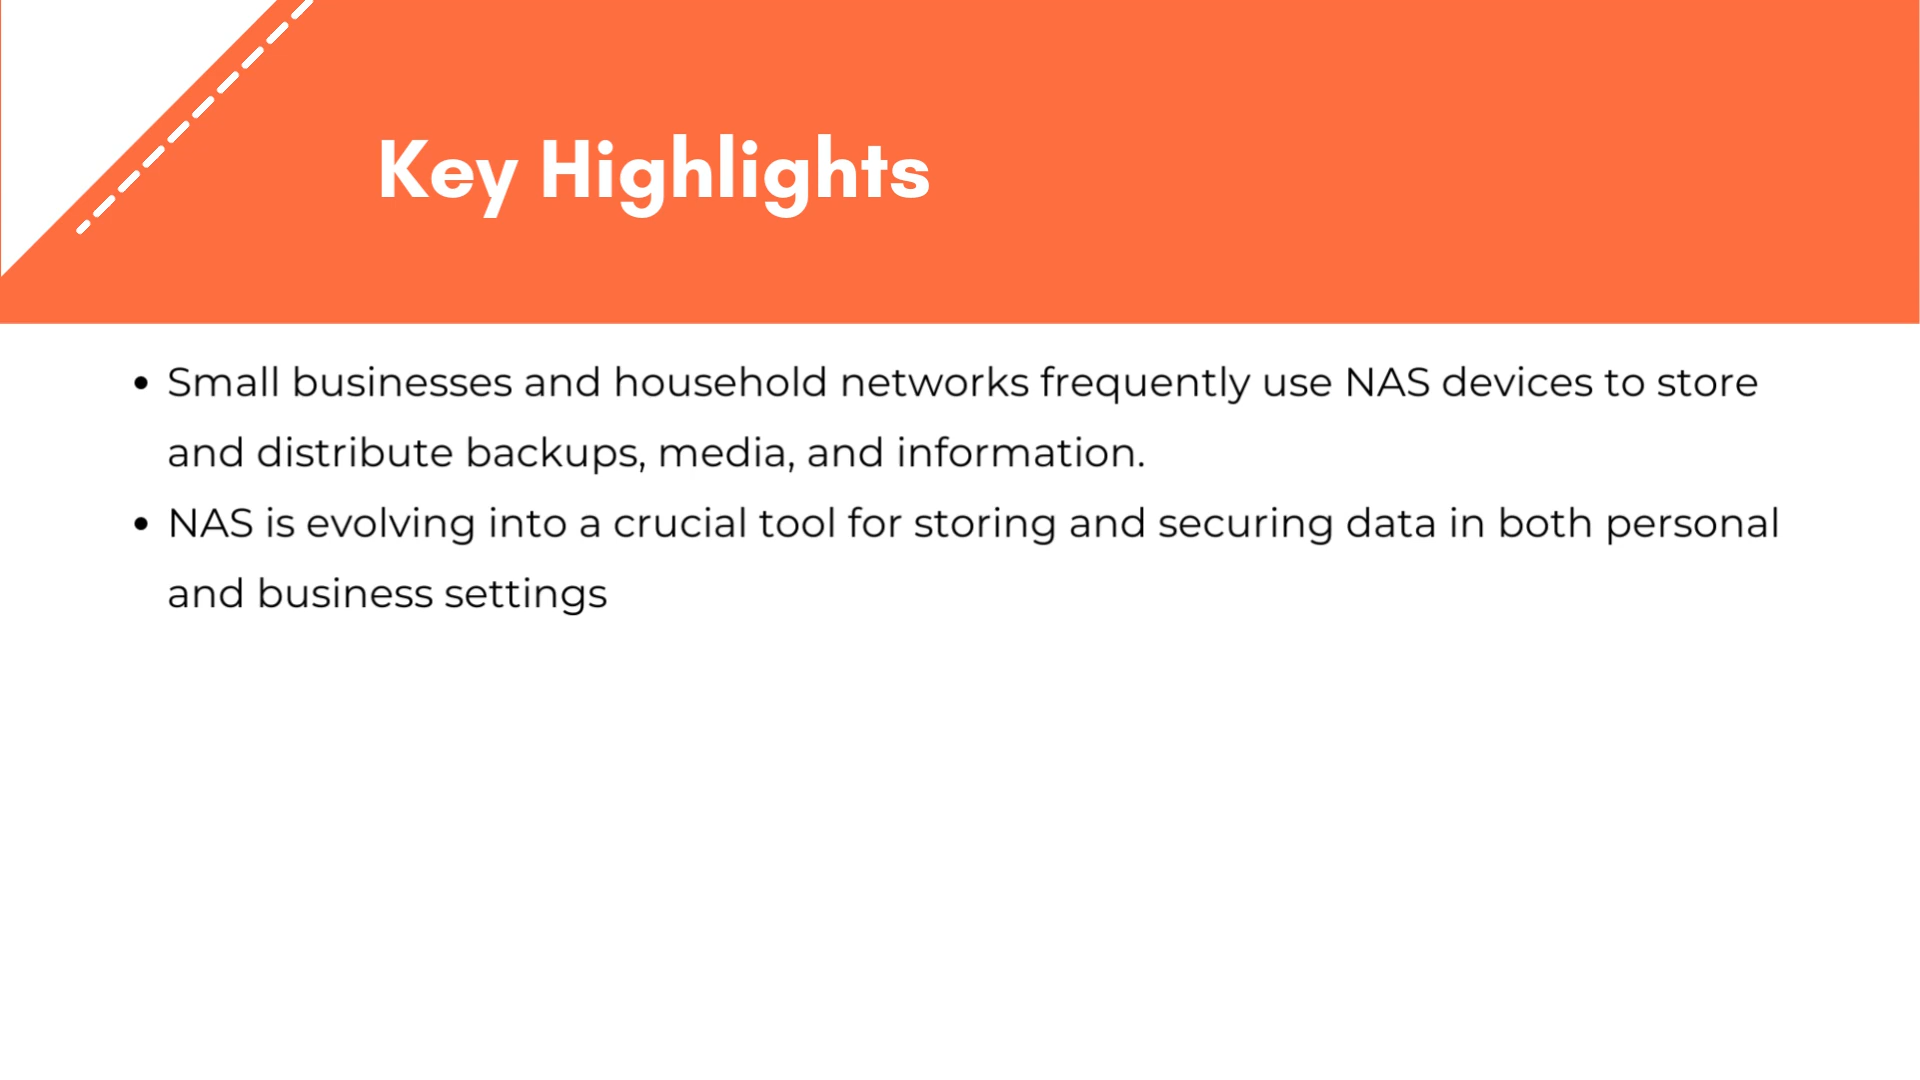 Key Highlights
• Small businesses and household networks frequently use NAS devices to store
and distribute backups, media, and information.
• NAS is evolving into a crucial tool for storing and securing data in both personal
and business settings